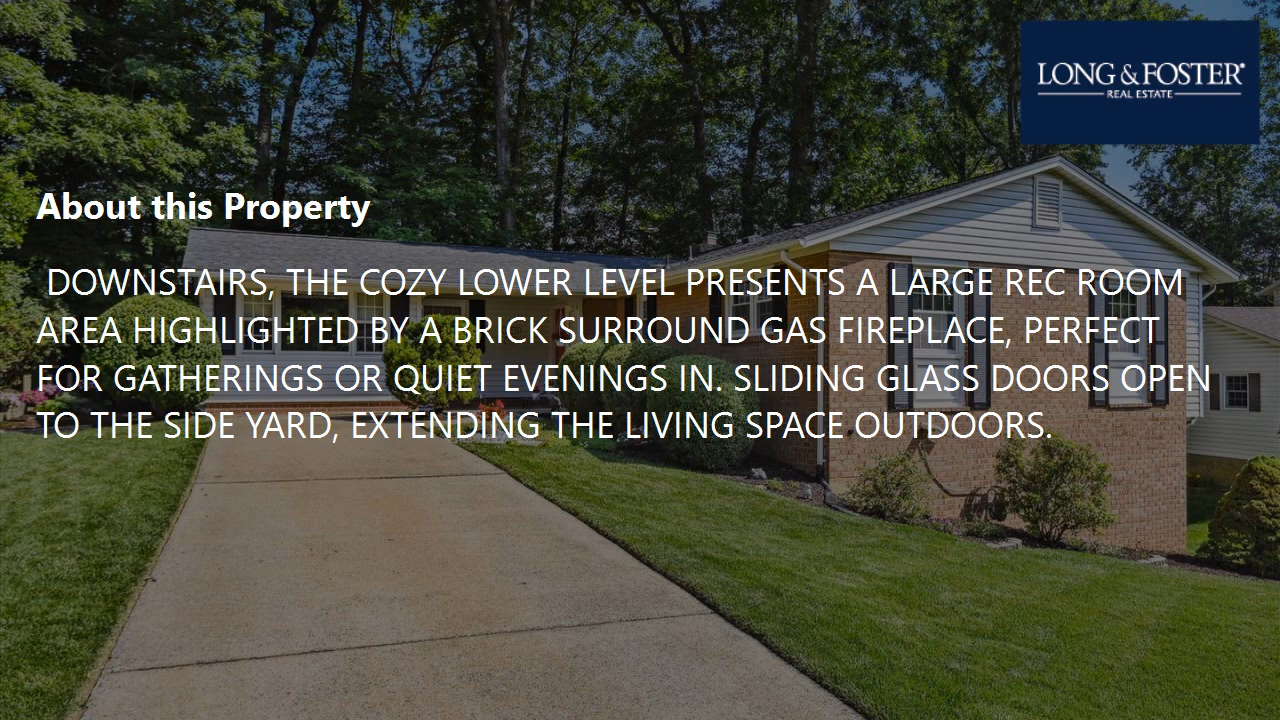 LONG & FOSTER®
REAL ESTATE
About this Property
DOWNSTAIRS, THE COZY LOWER LEVEL PRESENTS A LARGE REC ROOM
AREA HIGHLIGHTED BY A BRICK SURROUND GAS FIREPLACE, PERFECT
FOR GATHERINGS OR QUIET EVENINGS IN. SLIDING GLASS DOORS OPEN
TO THE SIDE YARD, EXTENDING THE LIVING SPACE OUTDOORS.